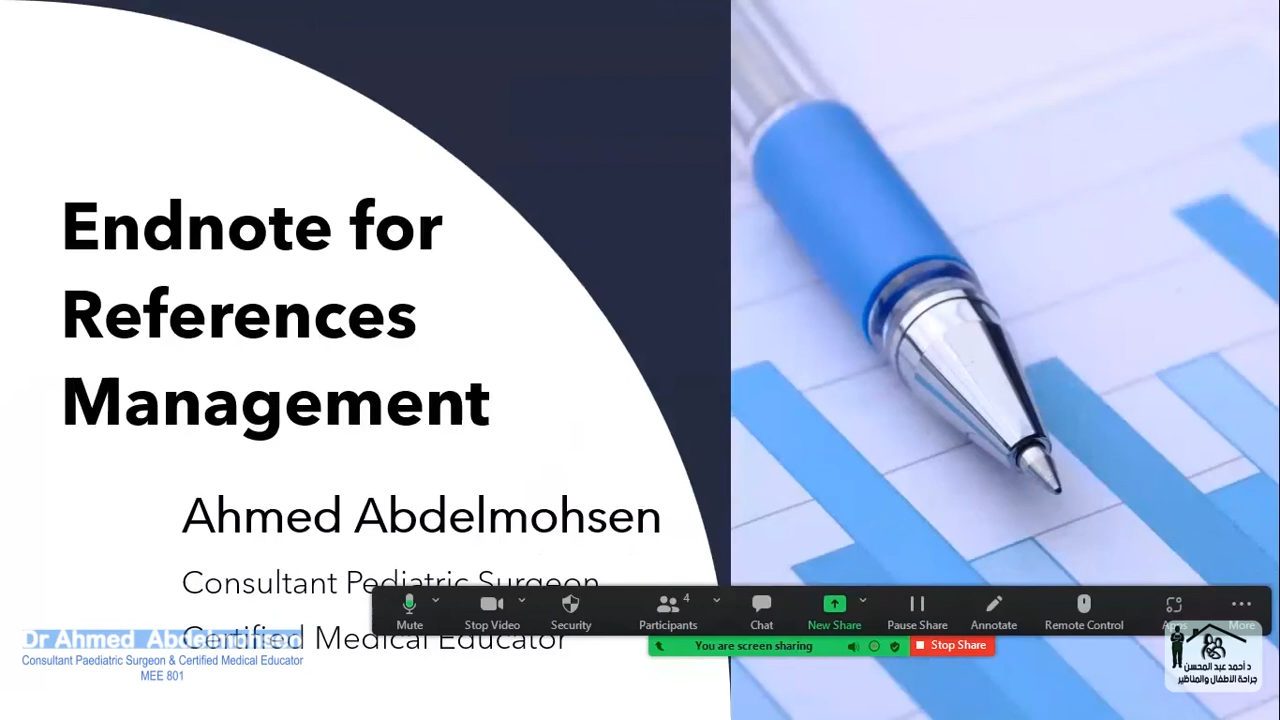 Endnote for
References
Management
Ahmed Abdelmohsen
Consultant Pediatric Surgeon
Certified Medical Educator
Dr Ahmed Abdelmohsen
Consultant Paediatric Surgeon & Certified Medical Educator
MEE 801
4
Mute Stop Video Security Participants Chat New Share Pause Share Annotate Remote Control Apps More
You are screen sharing Stop Share
د أحمد عبد المحسن
جراحة الأطفال والمناظير